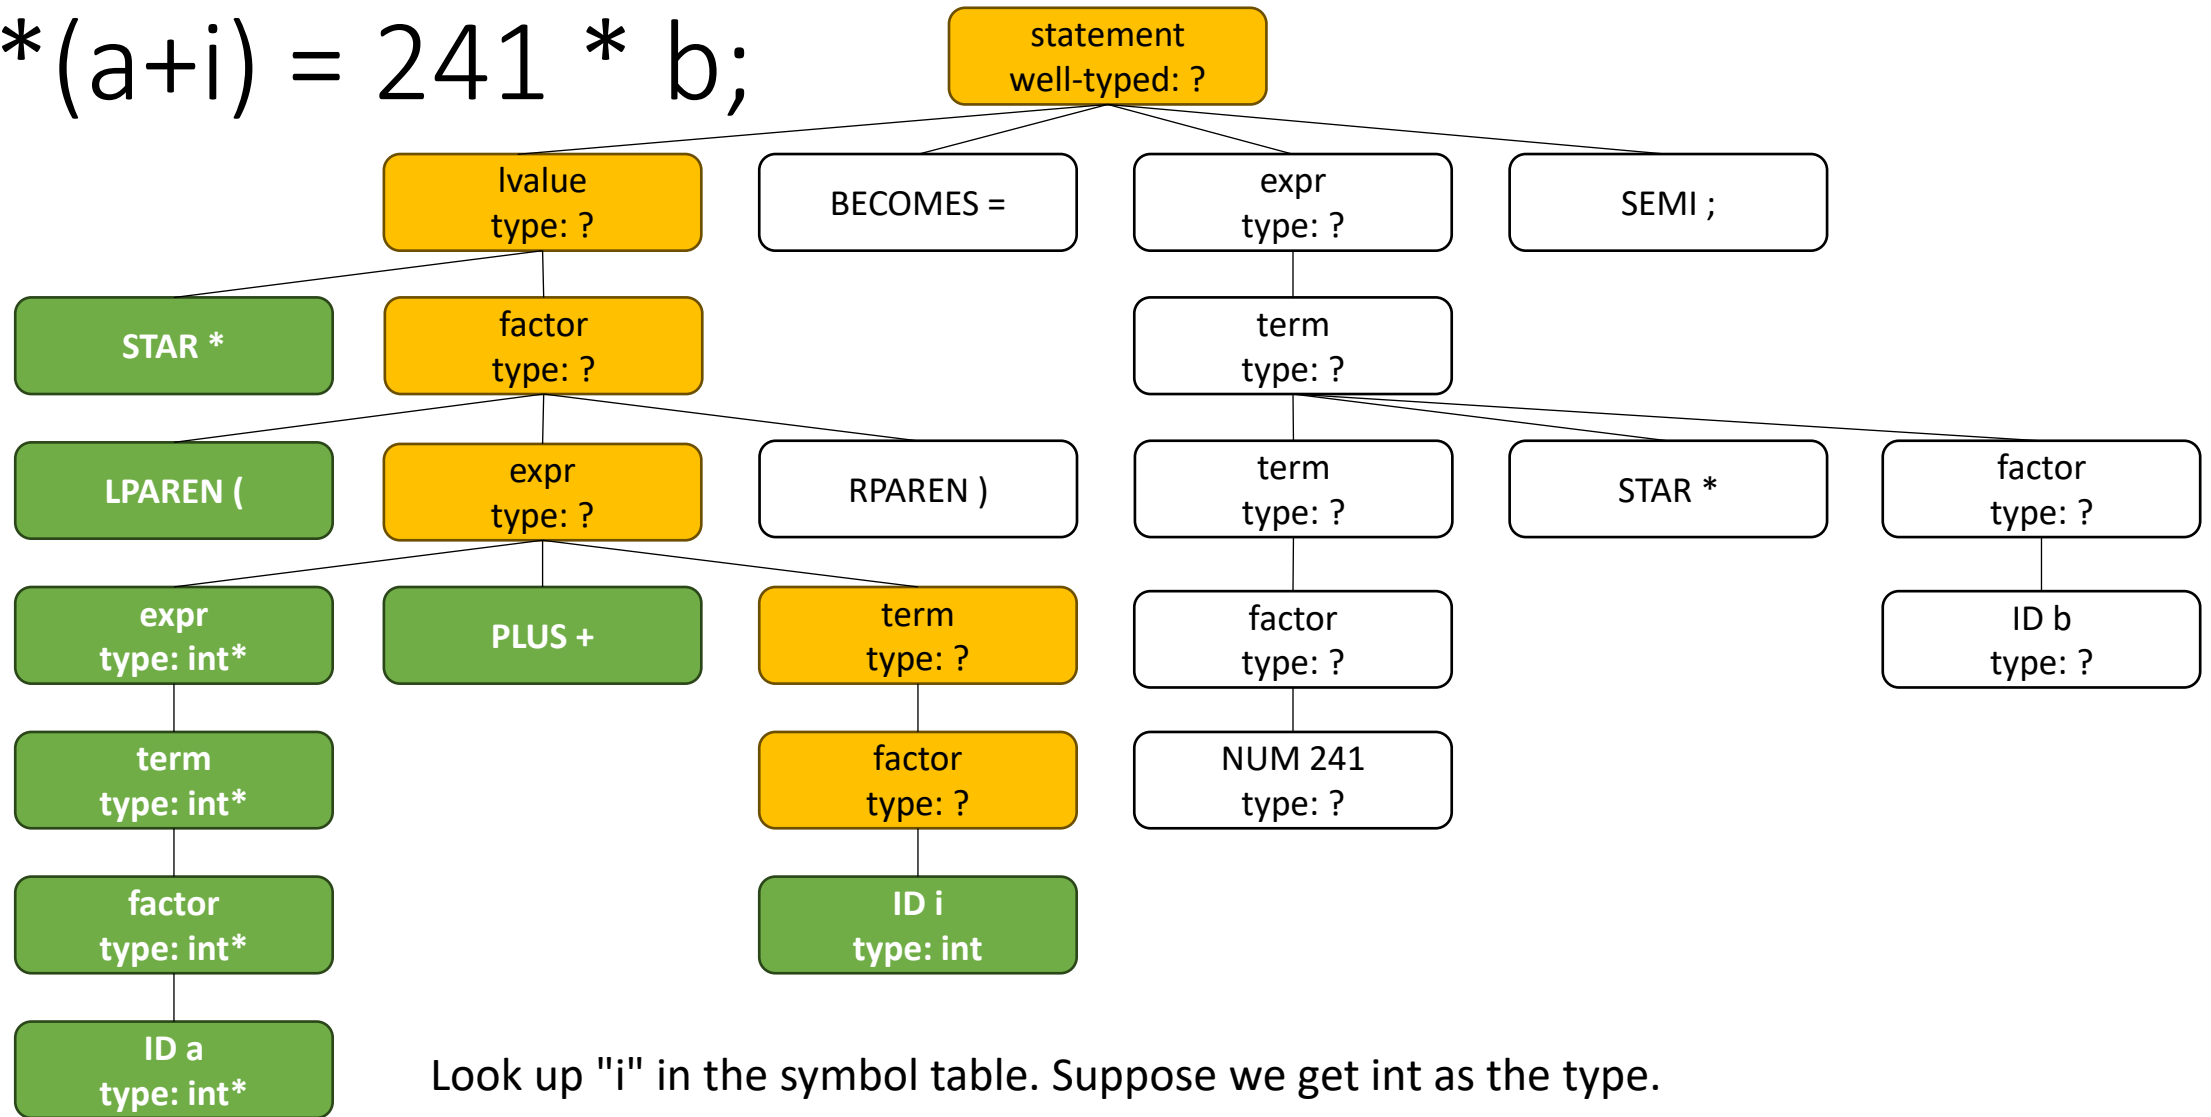 *(a+i) = 241 * b;
statement
well-typed: ?
lvalue
type: ?
BECOMES =
expr
type: ?
SEMI ;
STAR *
factor
type: ?
term
type: ?
LPAREN (
expr
type: ?
RPAREN )
term
type: ?
STAR *
factor
type: ?
expr
type: int*
PLUS +
term
type: ?
factor
type: ?
ID b
type: ?
term
type: int*
factor
type: ?
NUM 241
type: ?
factor
type: int*
ID i
type: int
ID a
type: int*
Look up "i" in the symbol table. Suppose we get int as the type.